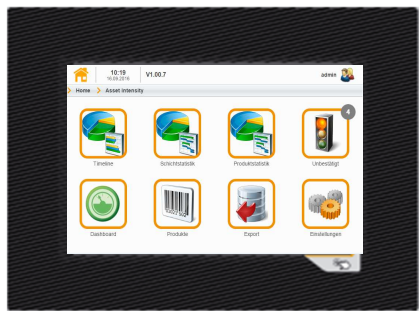 10:19
16.09.2016
V1.00.7
admin
Home
Asset Intensity
4
Timeline
Schichtstatistik
Produktstatistik
Unbestätigt
Dashboard
Produkte
Export
Einstellungen